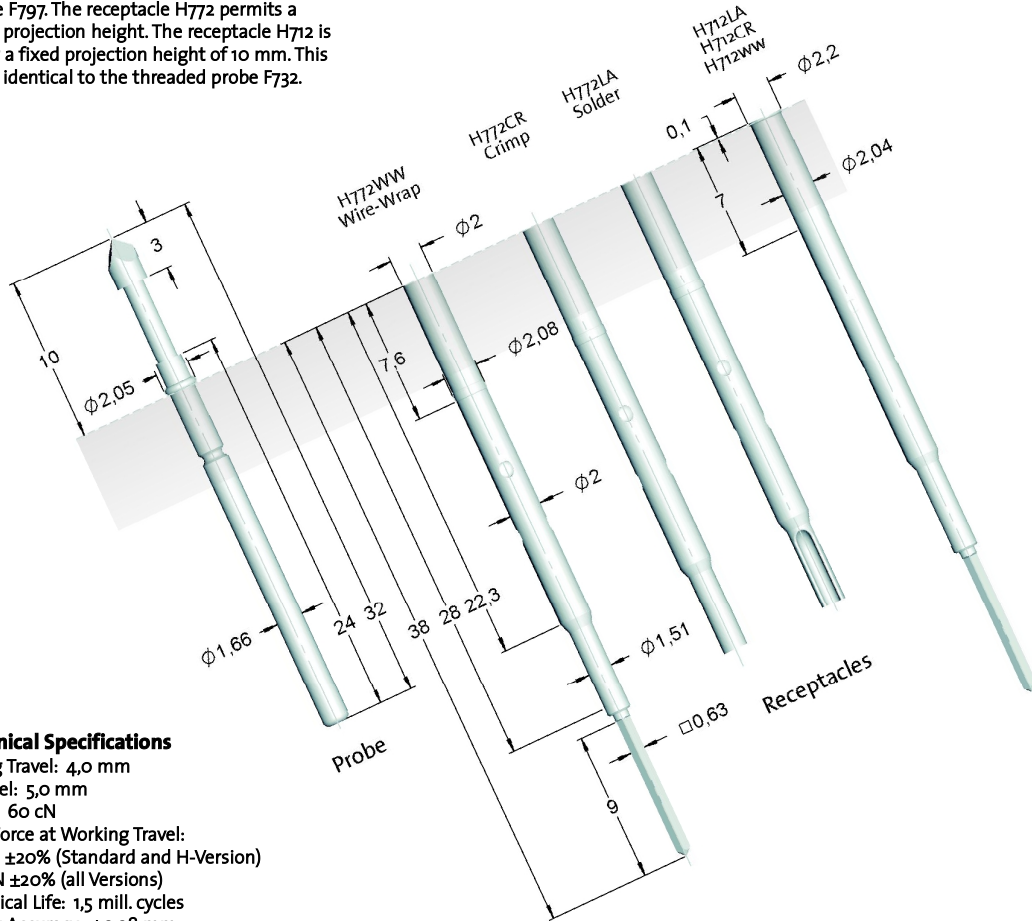 e F797. The receptacle H772 permits a
projection height. The receptacle H712 is
a fixed projection height of 10 mm. This
identical to the threaded probe F732.
H712LA
H712CR
H712WW
H772LA
Solder
H772CR
Crimp
H772WW
Wire-Wrap
Φ2,2
0,1
Φ2,04
7
Φ2
3
10
Φ2,05
7,6
Φ2,08
Φ2
24
32
38
28
22,3
Φ1,66
Φ1,51
□0,63
9
Probe
Receptacles
nical Specifications
g Travel: 4,0 mm
el: 5,0 mm
60 cN
orce at Working Travel:
±20% (Standard and H-Version)
N ±20% (all Versions)
ical Life: 1,5 mill. cycles